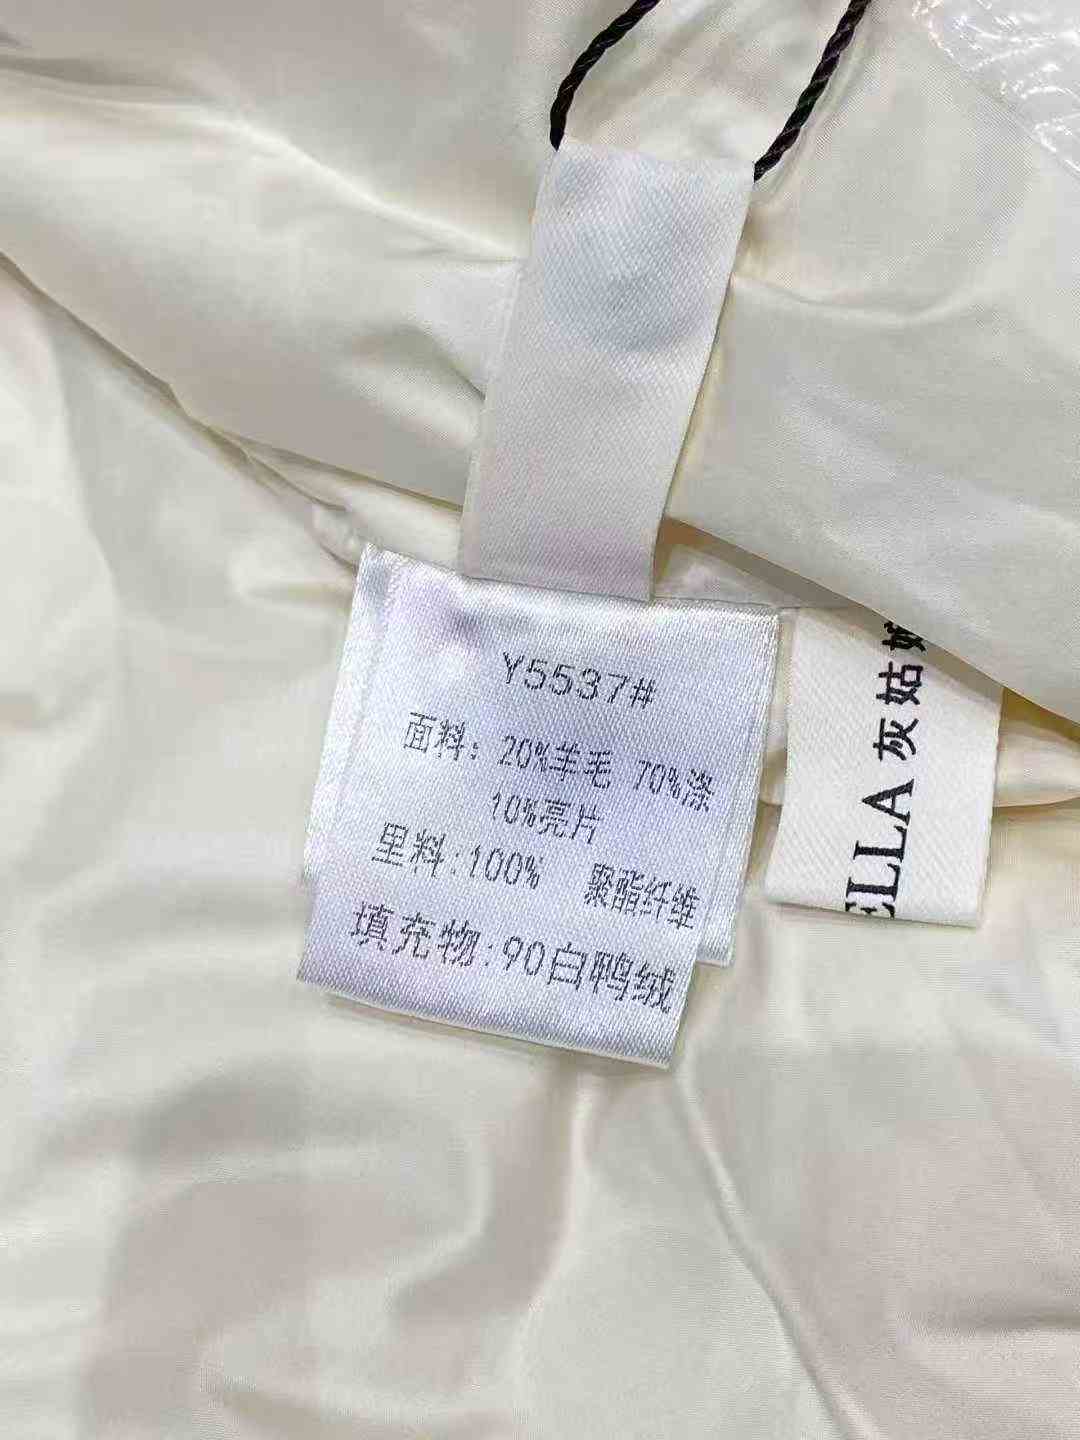 Y5537#
面料: 20%羊毛 70%涤
10%亮片
里料:100% 聚酯纤维
填充物:90白鸭绒
ELLA 灰姑